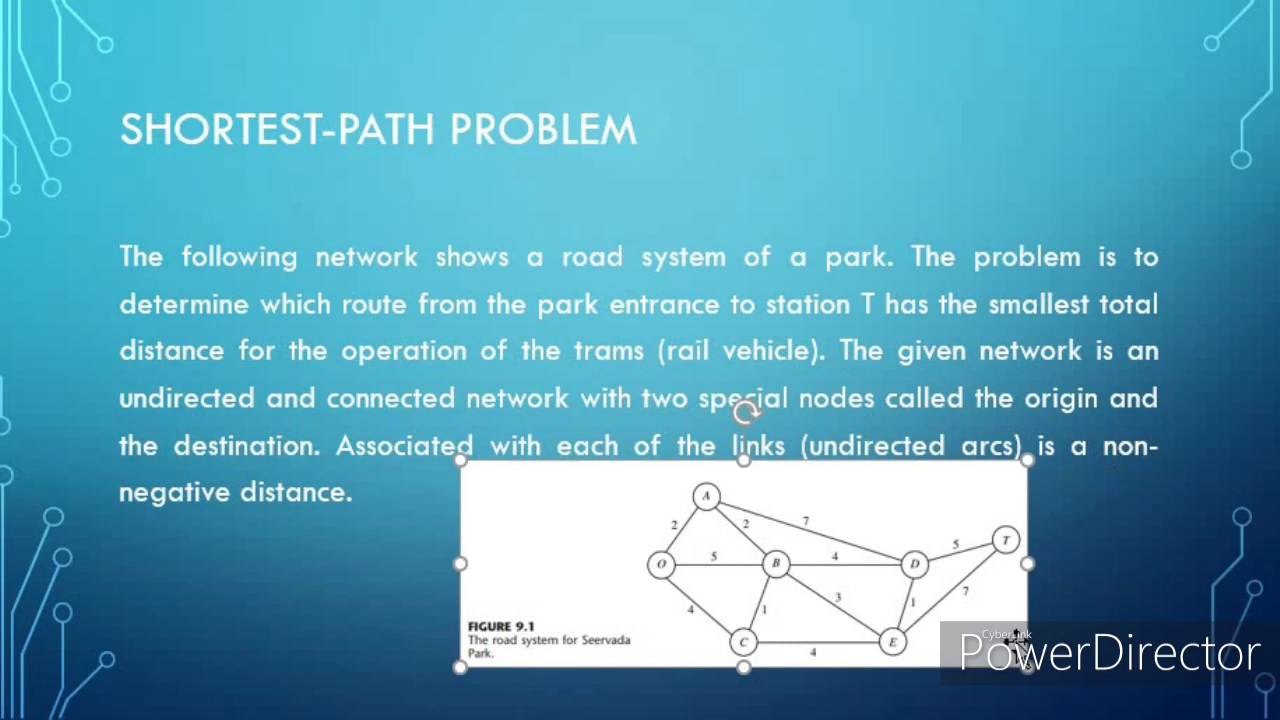 SHORTEST-PATH PROBLEM
The following network shows a road system of a park. The problem is to
determine which route from the park entrance to station T has the smallest total
distance for the operation of the trams (rail vehicle). The given network is an
undirected and connected network with two special nodes called the origin and
the destination. Associated with each of the links (undirected arcs) is a non-
negative distance.
A
2
2
7
T
5
O
5
B
4
D
4
1
3
1
7
FIGURE 9.1
The road system for Seervada
Park.
C
4
E
CyberLink
PowerDirector